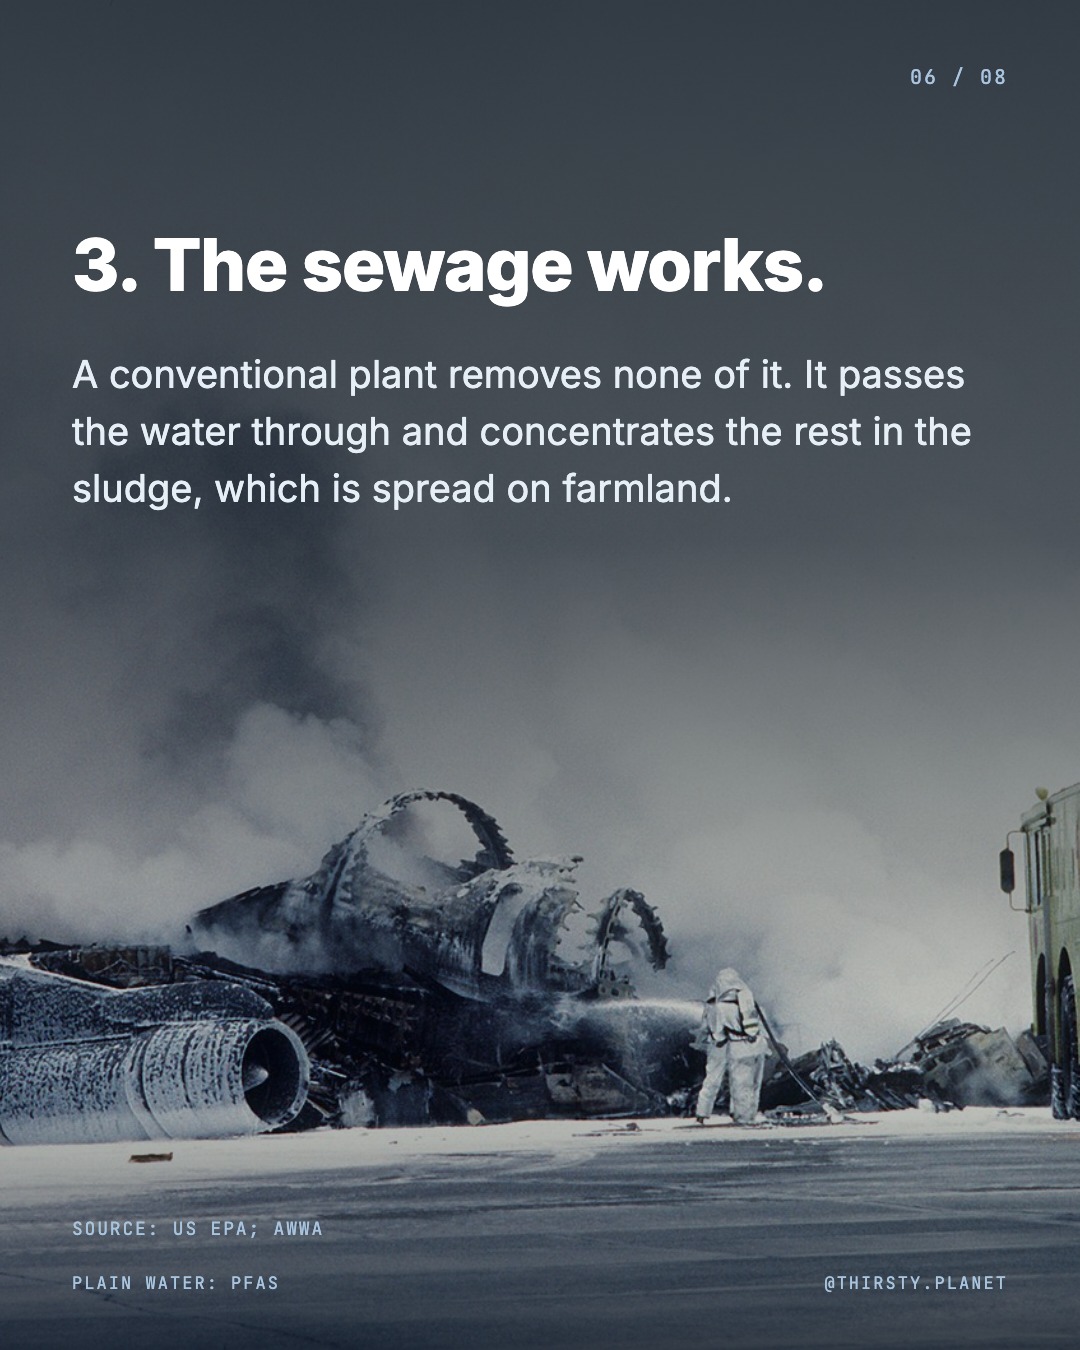 06 / 08
3. The sewage works.
A conventional plant removes none of it. It passes
the water through and concentrates the rest in the
sludge, which is spread on farmland.
SOURCE: US EPA; AWWA
PLAIN WATER: PFAS
@THIRSTY.PLANET